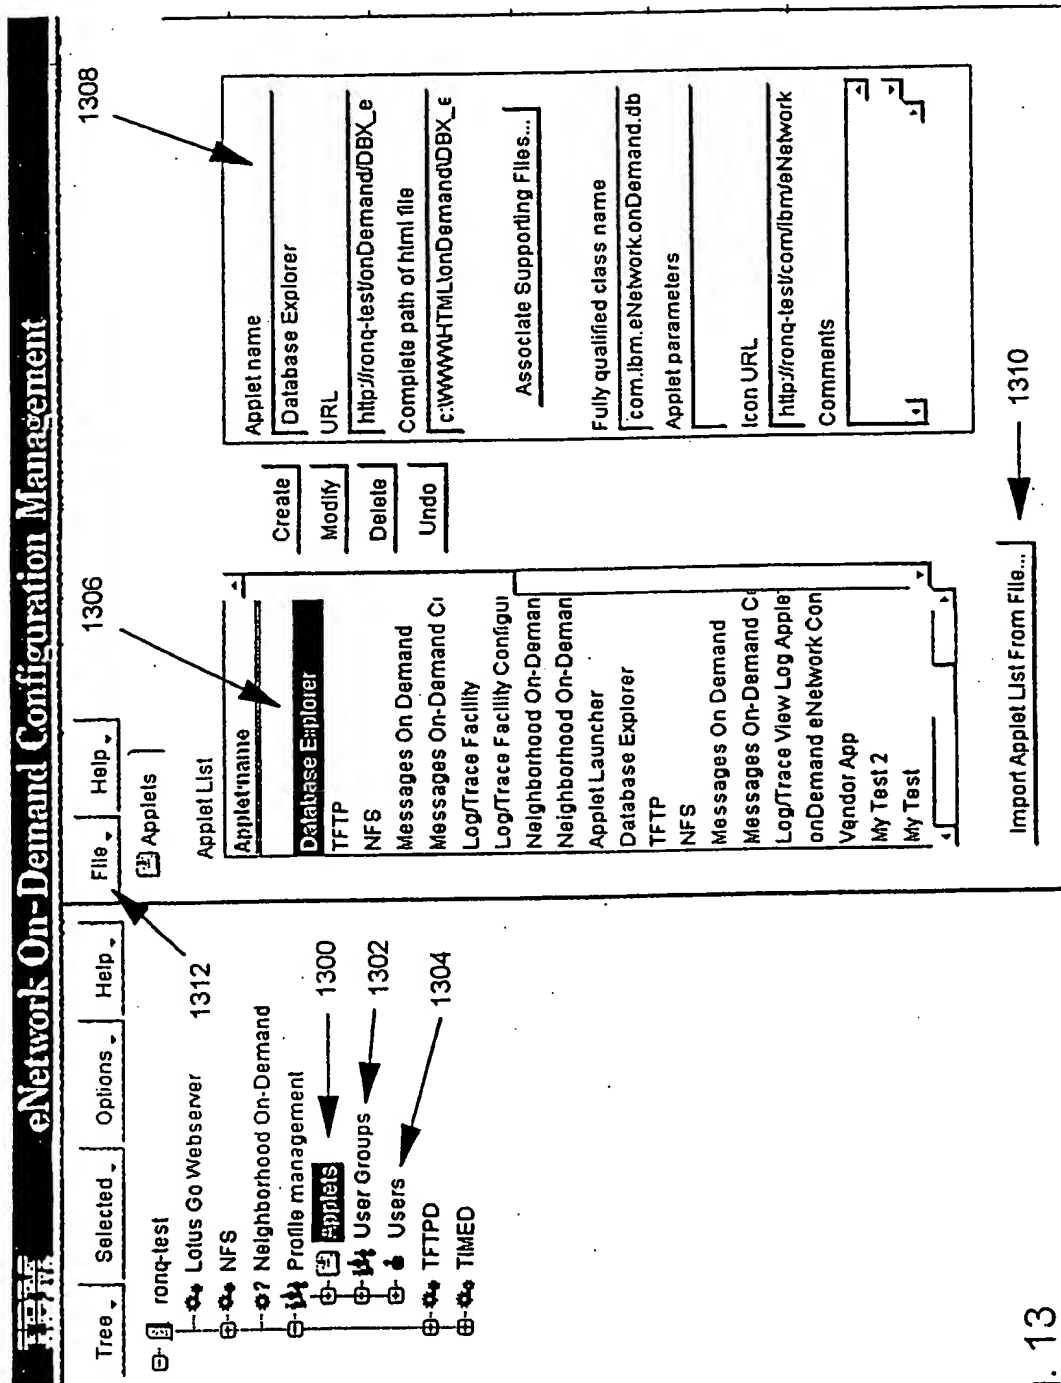 IBM eNetwork On-Demand Configuration Management
Tree Selected Options Help
ronq-test
Lotus Go Webserver
NFS
? Neighborhood On-Demand
Profile management
Applets
User Groups
Users
TFTPD
TIMED
1312
1300
1302
1304
File Help
Applets
Applet List
Applet name
Database Explorer
TFTP
NFS
Messages On Demand
Messages On-Demand
Log/Trace Facility
Log/Trace Facility Configur
Neighborhood On-Deman
Neighborhood On-Deman
Applet Launcher
Database Explorer
TFTP
NFS
Messages On Demand
Messages On-Demand
Log/Trace View Log Applet
onDemand eNetwork Con
Vendor App
My Test 2
My Test
Import Applet List From File...
1306
Create
Modify
Delete
Undo
Applet name
Database Explorer
URL
http://ronq-test/onDemand/DBX_e
Complete path of html file
c:\WWW\HTML\onDemand\DBX_e
Associate Supporting Files...
Fully qualified class name
com.ibm.eNetwork.onDemand.db
Applet parameters
Icon URL
http://ronq-test/com/ibm/eNetwork
Comments
1308
1310
13